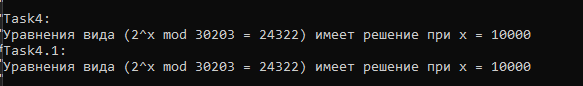 Task4:
Уравнения вида (2^x mod 30203 = 24322) имеет решение при x = 10000
Task4.1:
Уравнения вида (2^x mod 30203 = 24322) имеет решение при x = 10000